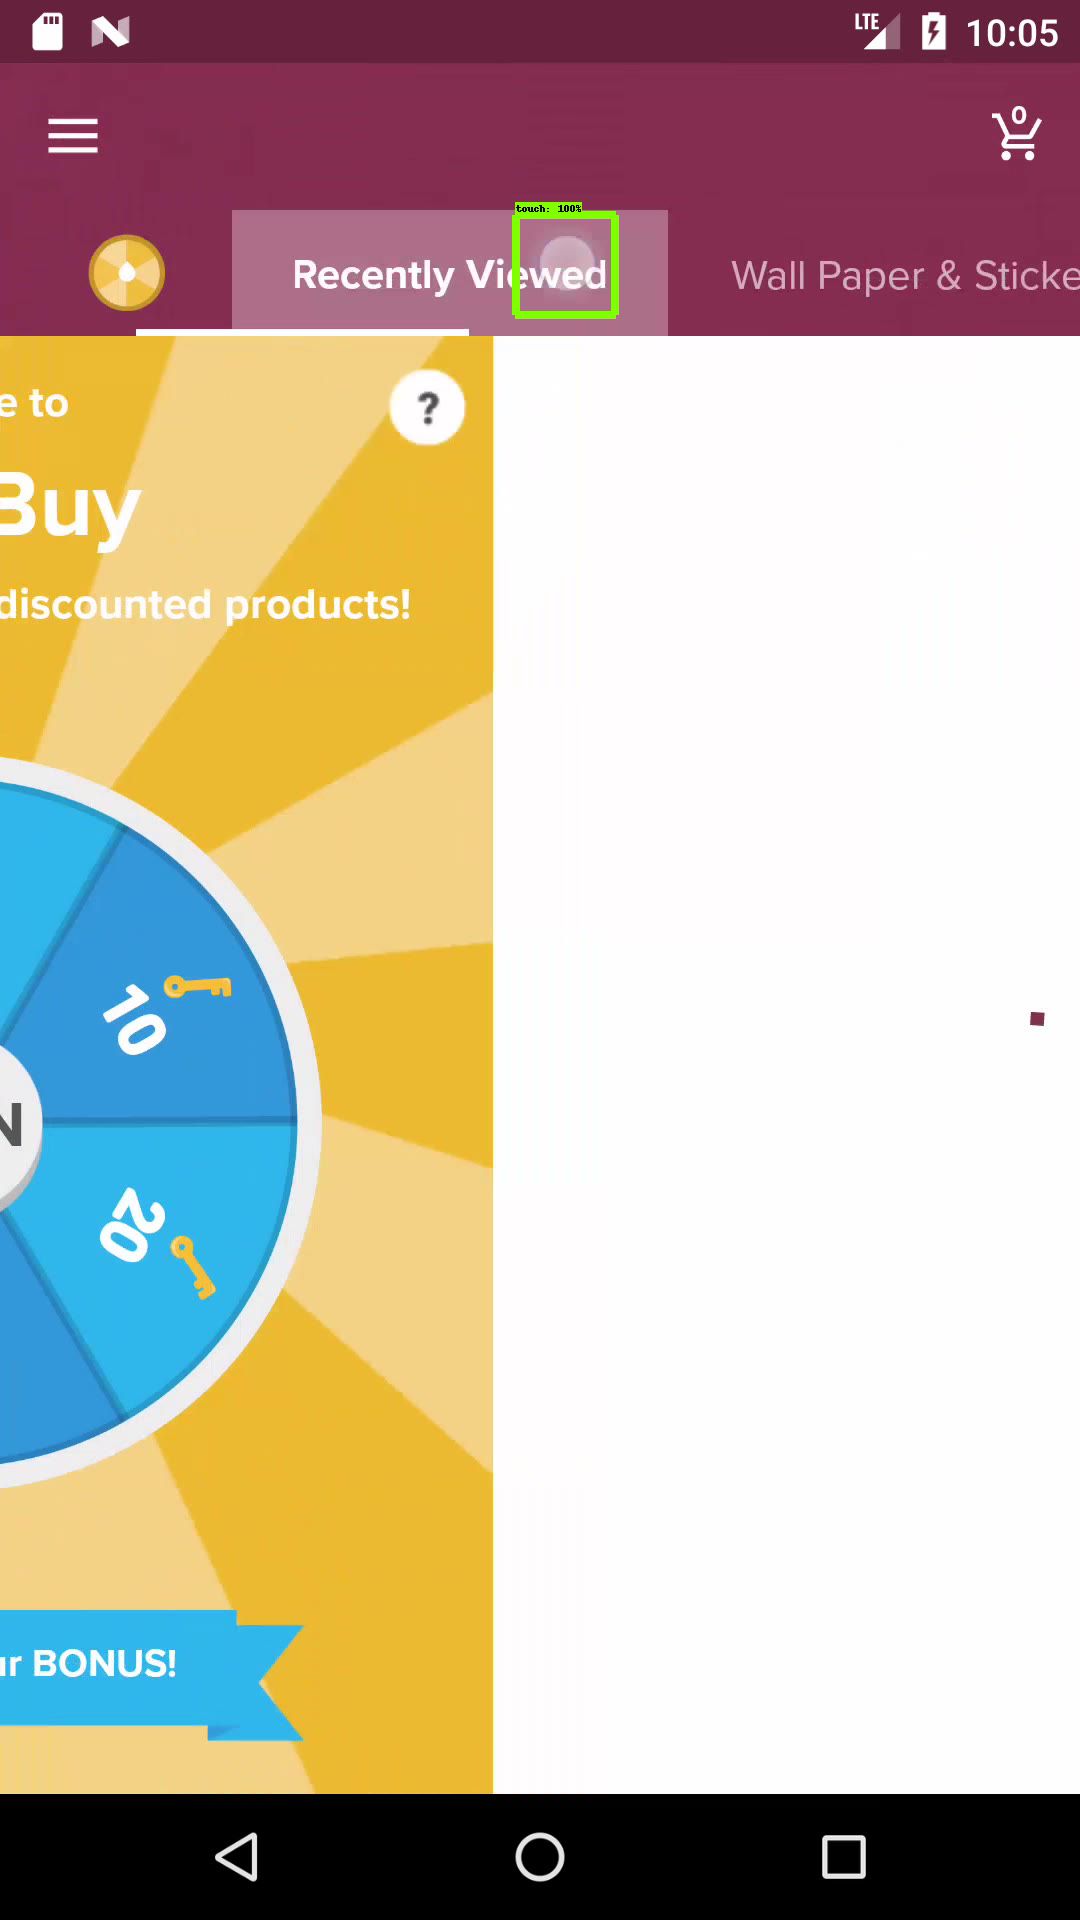 LTE 10:05
0
touch: 100%
Recently Viewed
Wall Paper & Sticke
e to
?
Buy
discounted products!
10
N
20
ur BONUS!